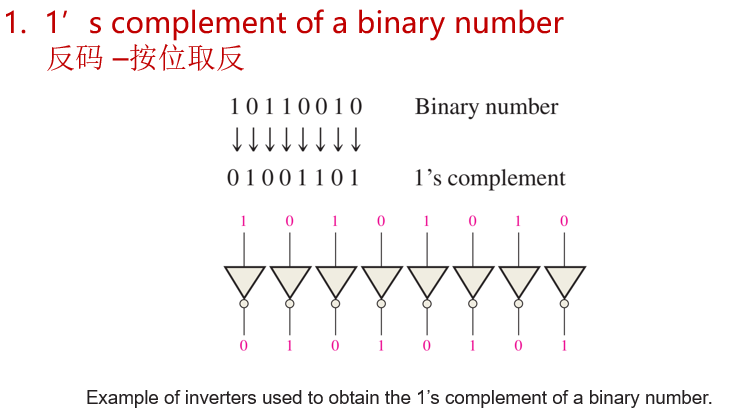 1. 1’ s complement of a binary number
反码 –按位取反
1 0 1 1 0 0 1 0 Binary number
0 1 0 0 1 1 0 1 1’s complement
1 0 1 0 1 0 1 0
0 1 0 1 0 1 0 1
Example of inverters used to obtain the 1’s complement of a binary number.